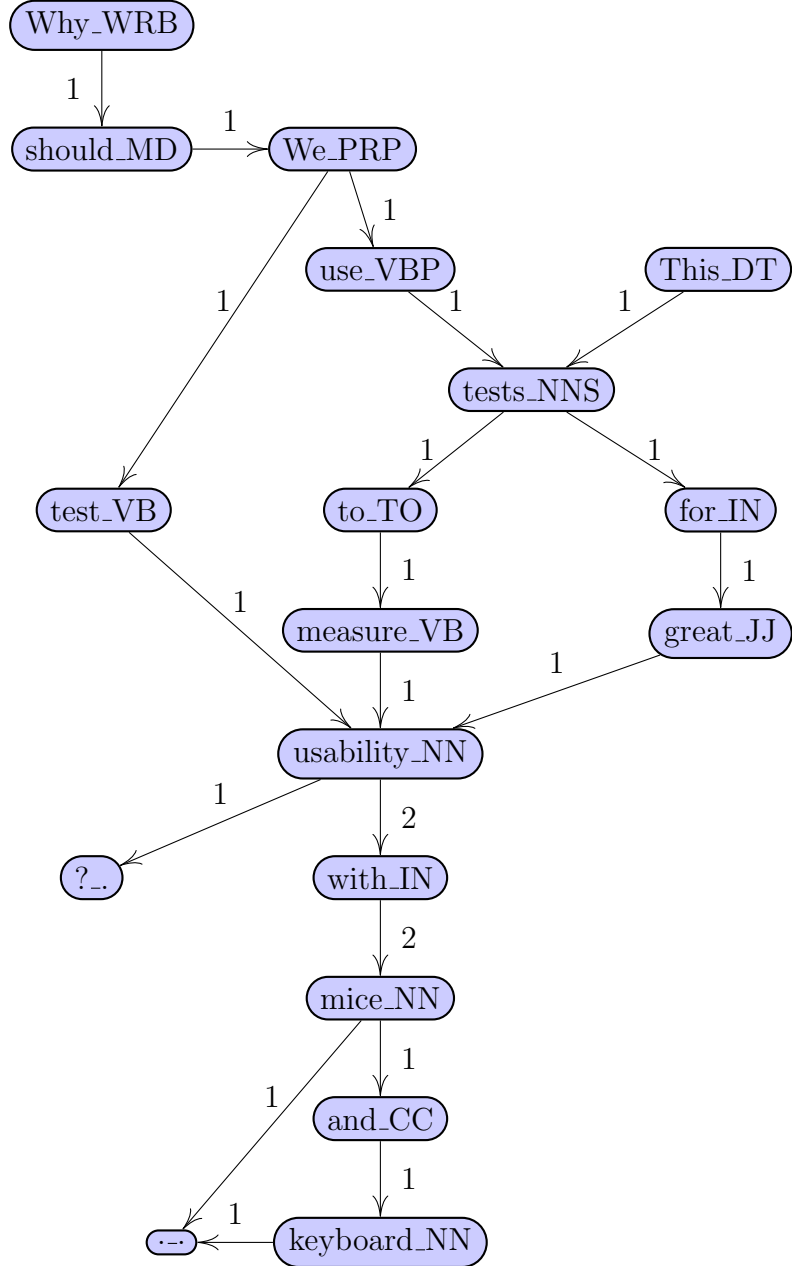 Why_WRB
1
should_MD
1
We_PRP
1
use_VBP
This_DT
1
1
1
tests_NNS
1
1
test_VB
to_TO
for_IN
1
1
1
measure_VB
great_JJ
1
1
usability_NN
1
2
?_.
with_IN
2
mice_NN
1
1
and_CC
1
1
._.
keyboard_NN